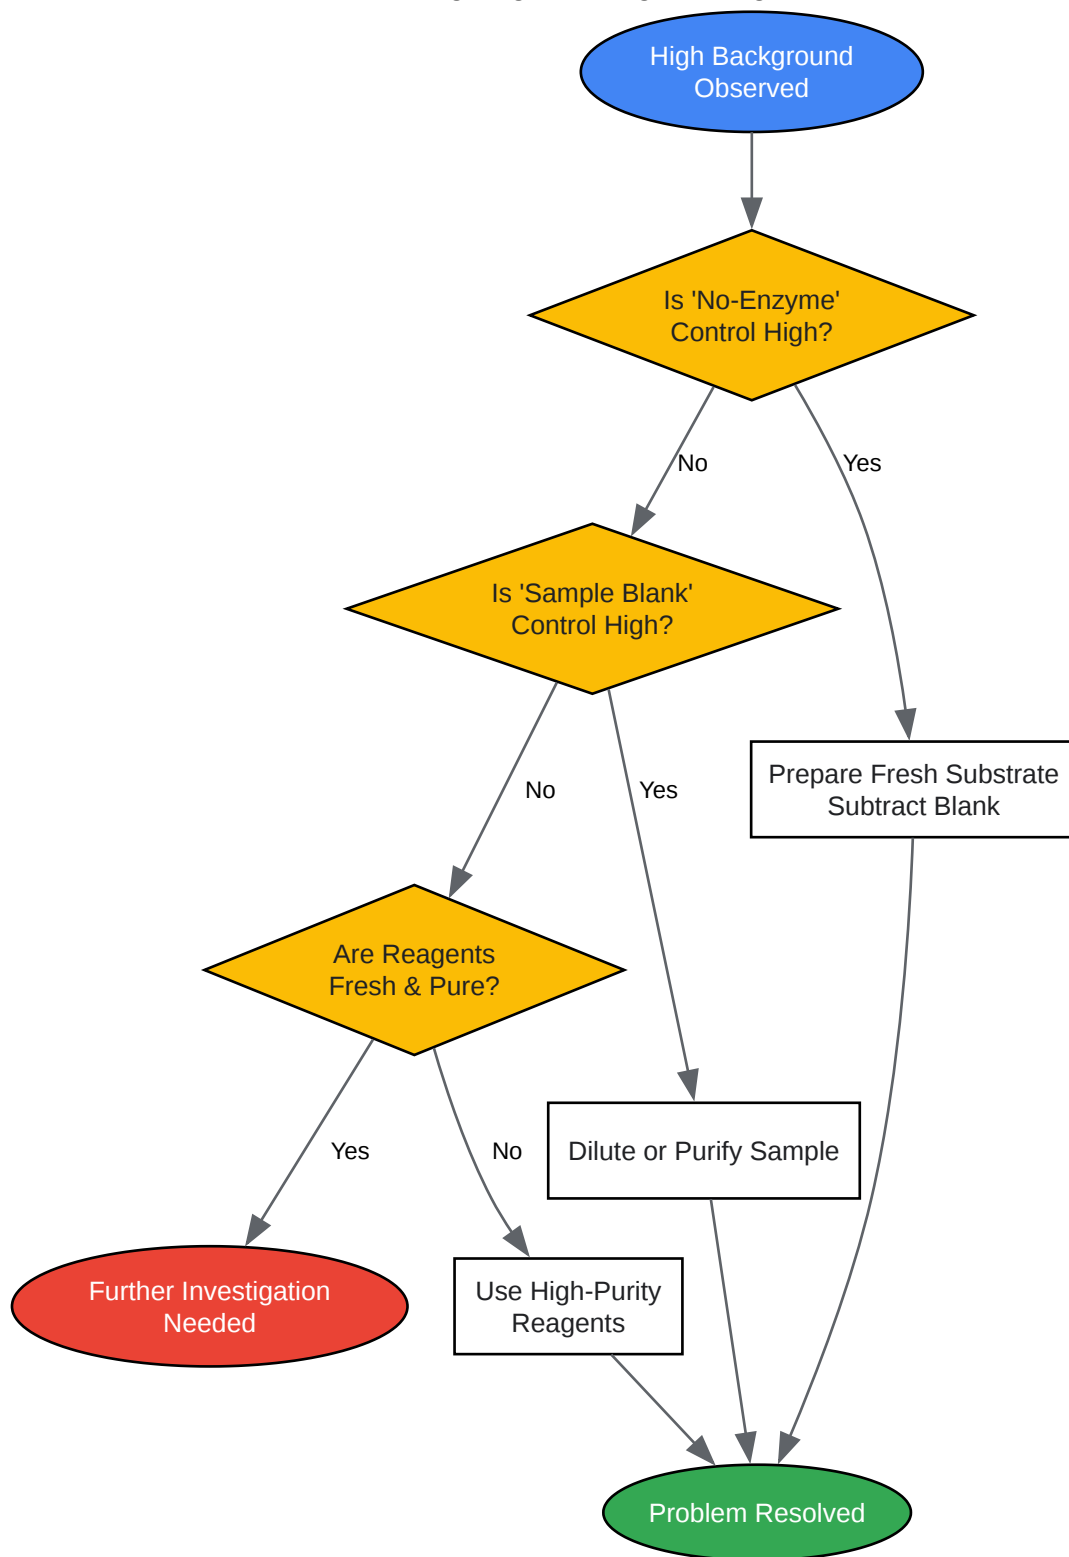 High Background
Observed
Is 'No-Enzyme'
Control High?
No
Yes
Is 'Sample Blank'
Control High?
No
Yes
Prepare Fresh Substrate
Subtract Blank
Are Reagents
Fresh & Pure?
Yes
No
Dilute or Purify Sample
Further Investigation
Needed
Use High-Purity
Reagents
Problem Resolved